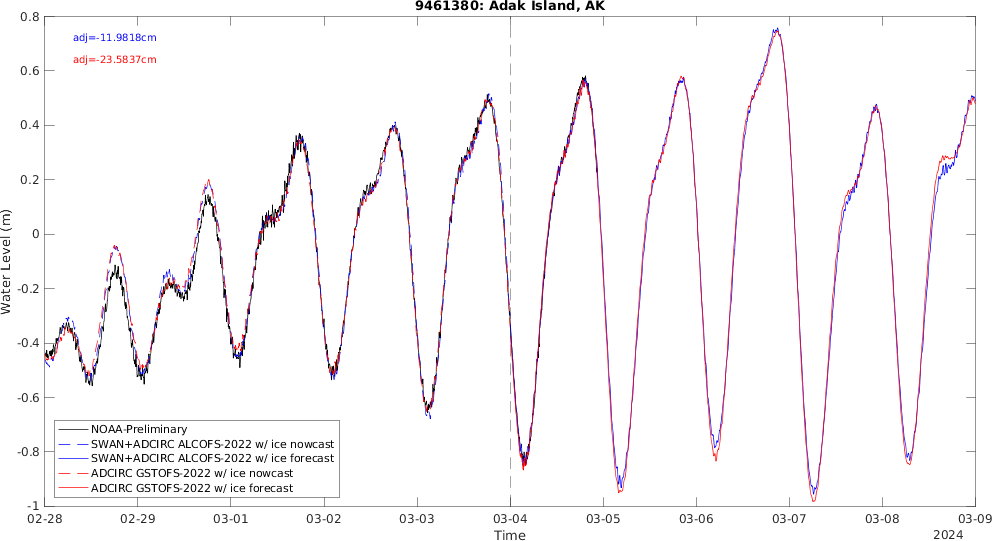 9461380: Adak Island, AK
adj=-11.9818cm
adj=-23.5837cm
Water Level (m)
0.8
0.6
0.4
0.2
0
-0.2
-0.4
-0.6
-0.8
-1
NOAA-Preliminary
SWAN+ADCIRC ALCOFS-2022 w/ ice nowcast
SWAN+ADCIRC ALCOFS-2022 w/ ice forecast
ADCIRC GSTOFS-2022 w/ ice nowcast
ADCIRC GSTOFS-2022 w/ ice forecast
02-28 02-29 03-01 03-02 03-03 03-04 03-05 03-06 03-07 03-08 03-09
Time
2024